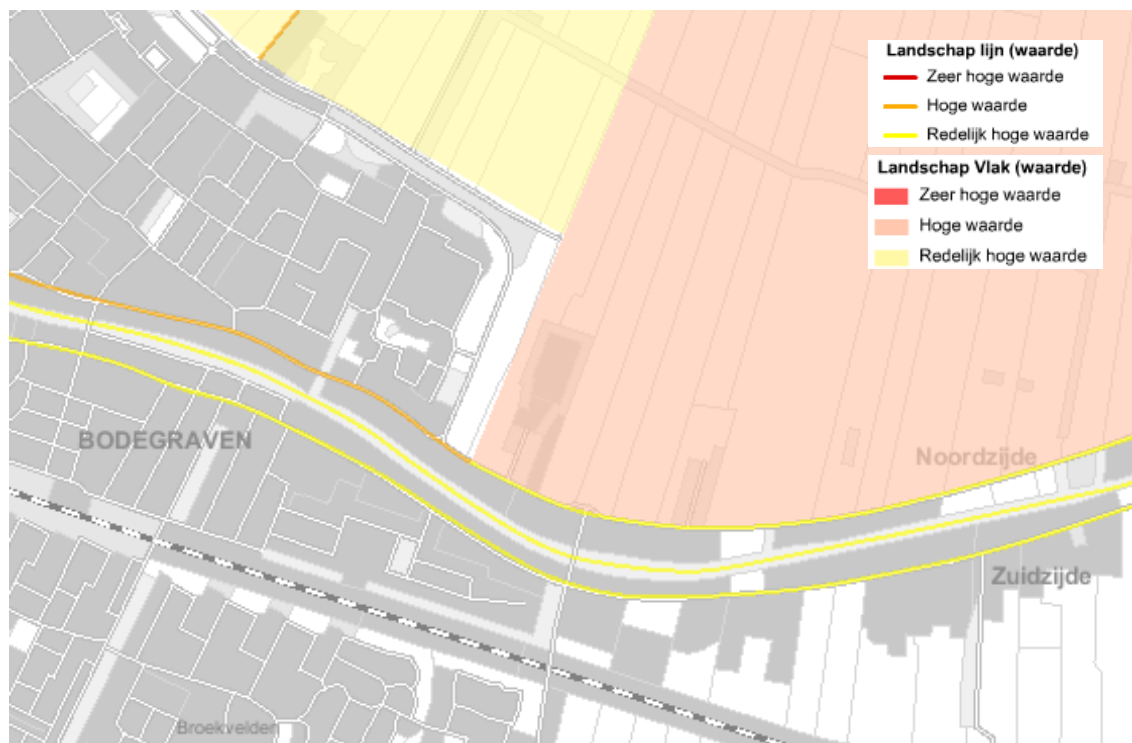 Landschap lijn (waarde)
Zeer hoge waarde
Hoge waarde
Redelijk hoge waarde
Landschap Vlak (waarde)
Zeer hoge waarde
Hoge waarde
Redelijk hoge waarde
BODEGRAVEN
Noordzijde
Zuidzijde
Broekvelden